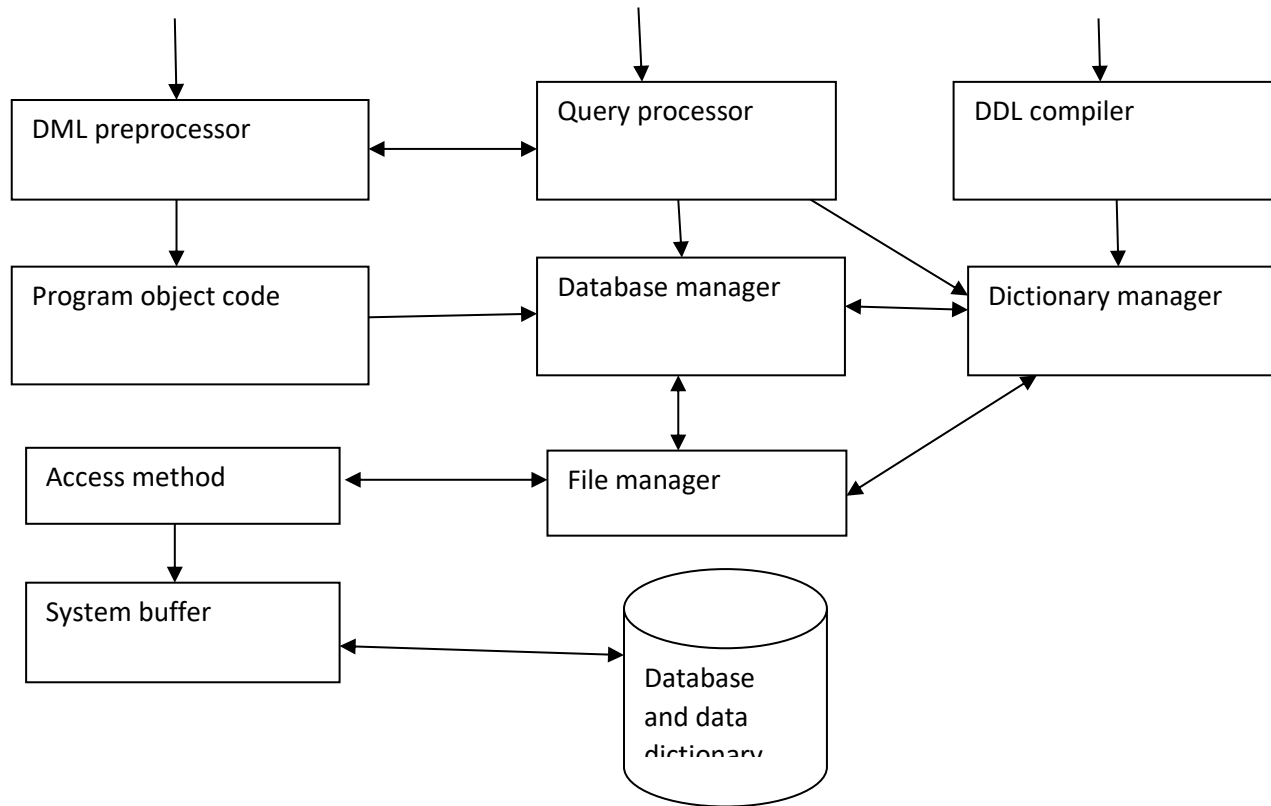 DML preprocessor
Query processor
DDL compiler
Program object code
Database manager
Dictionary manager
Access method
File manager
System buffer
Database
and data
dictionary